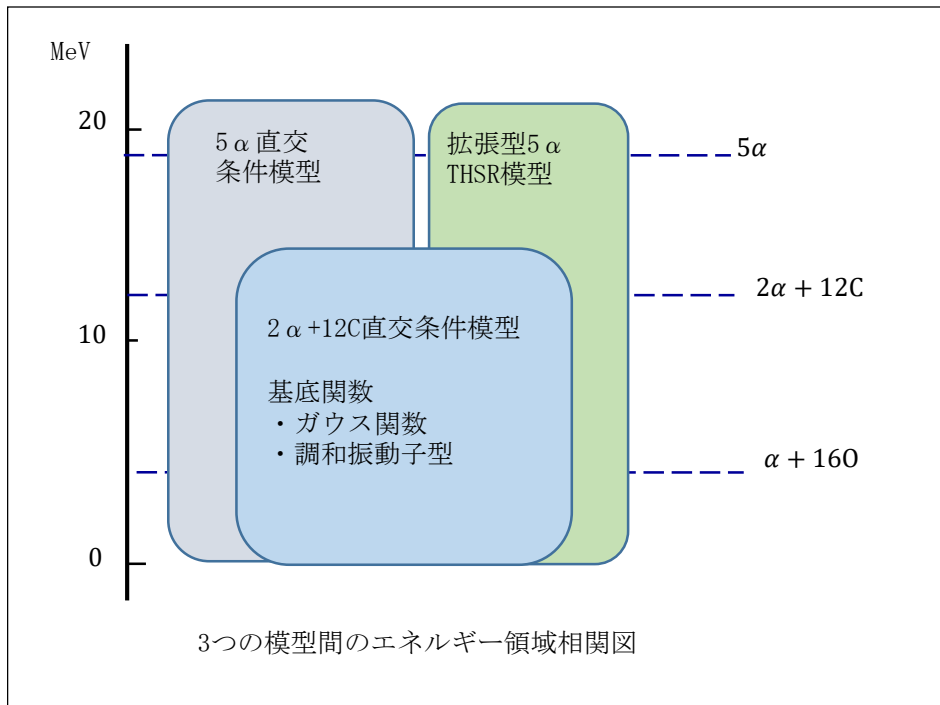 MeV
20
10
0
5α直交
条件模型
拡張型5α
THSR模型
2α+12C直交条件模型
基底関数
・ガウス関数
・調和振動子型
5α
2α + 12C
α + 16O
3つの模型間のエネルギー領域相関図